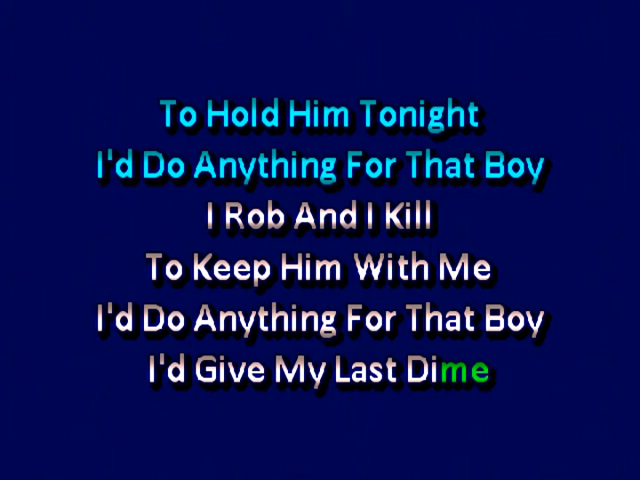 To Hold Him Tonight
I'd Do Anything For That Boy
I Rob And I Kill
To Keep Him With Me
I'd Do Anything For That Boy
I'd Give My Last Dime